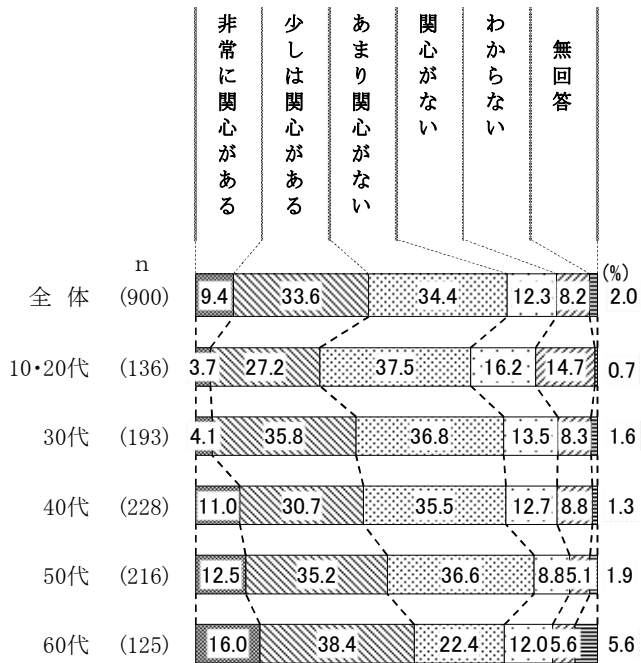 非常に関心がある
少しは関心がある
あまり関心がない
関心がない
わからない
無回答
n
(%)
全 体 (900) 9.4 33.6 34.4 12.3 8.2 2.0
10・20代 (136) 3.7 27.2 37.5 16.2 14.7 0.7
30代 (193) 4.1 35.8 36.8 13.5 8.3 1.6
40代 (228) 11.0 30.7 35.5 12.7 8.8 1.3
50代 (216) 12.5 35.2 36.6 8.8 5.1 1.9
60代 (125) 16.0 38.4 22.4 12.0 5.6 5.6